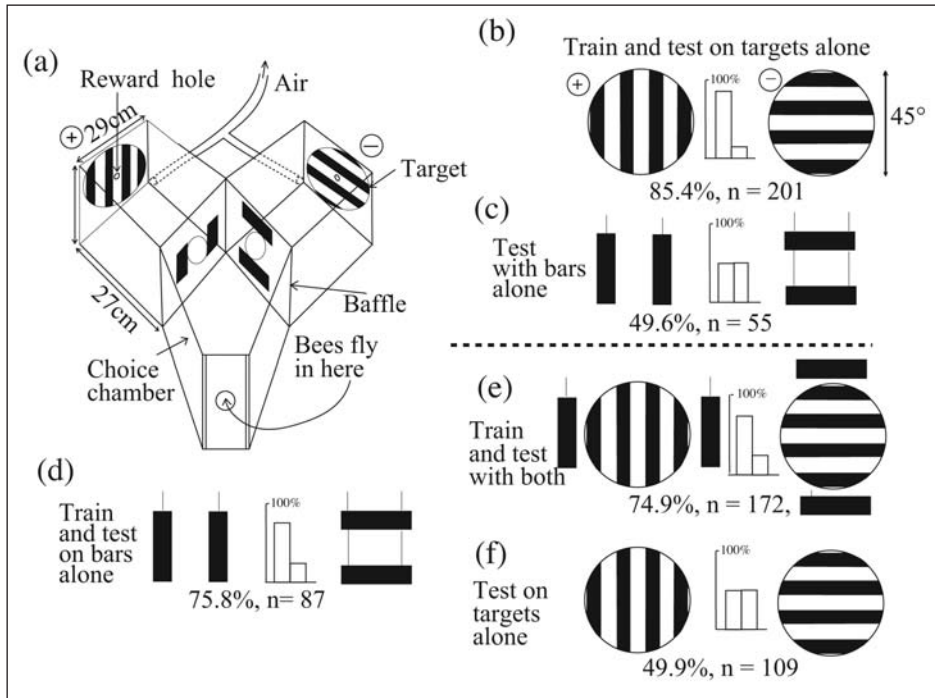 (a)
Reward hole
Air
+
29cm
−
Target
27cm
Baffle
Choice
chamber
Bees fly
in here
(b)
Train and test on targets alone
+
100%
−
45°
85.4%, n = 201
(c)
Test
with bars
alone
49.6%, n = 55
(d)
Train
and test
on bars
alone
100%
75.8%, n= 87
(e)
Train
and test
with both
100%
74.9%, n = 172,
(f)
Test on
targets
alone
100%
49.9%, n = 109